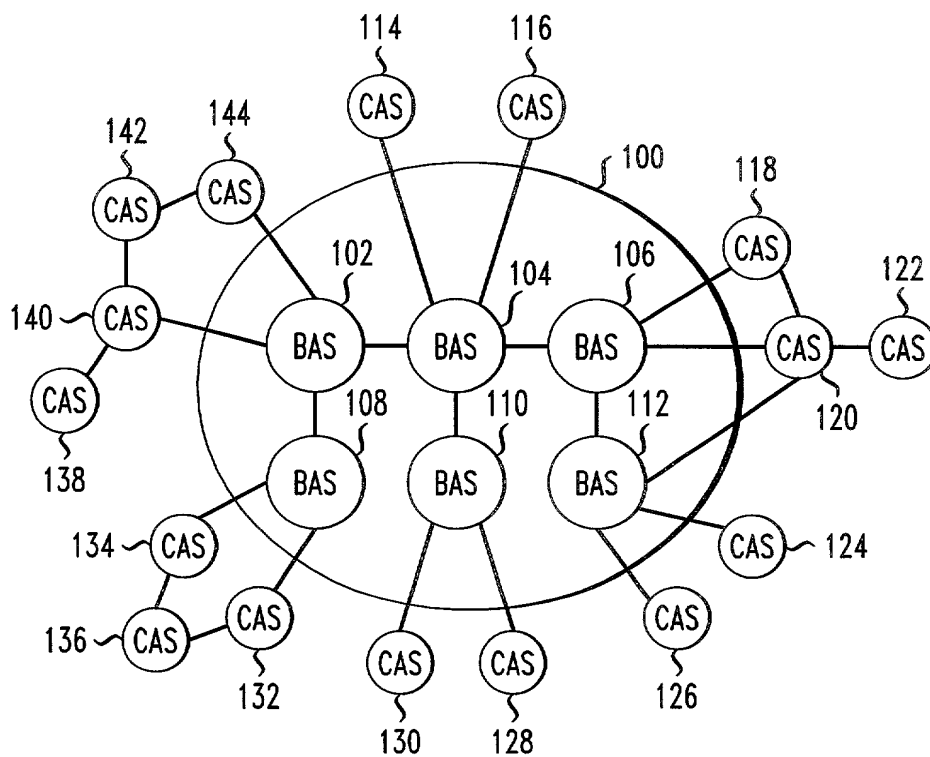 114 116
CAS CAS
142 144 100 118
CAS CAS CAS
102 104 106 122
140 CAS BAS BAS BAS CAS CAS
CAS 108 110 112 120
138 BAS BAS BAS
134 CAS CAS 124
136 CAS CAS CAS
132 CAS CAS 126
130 128